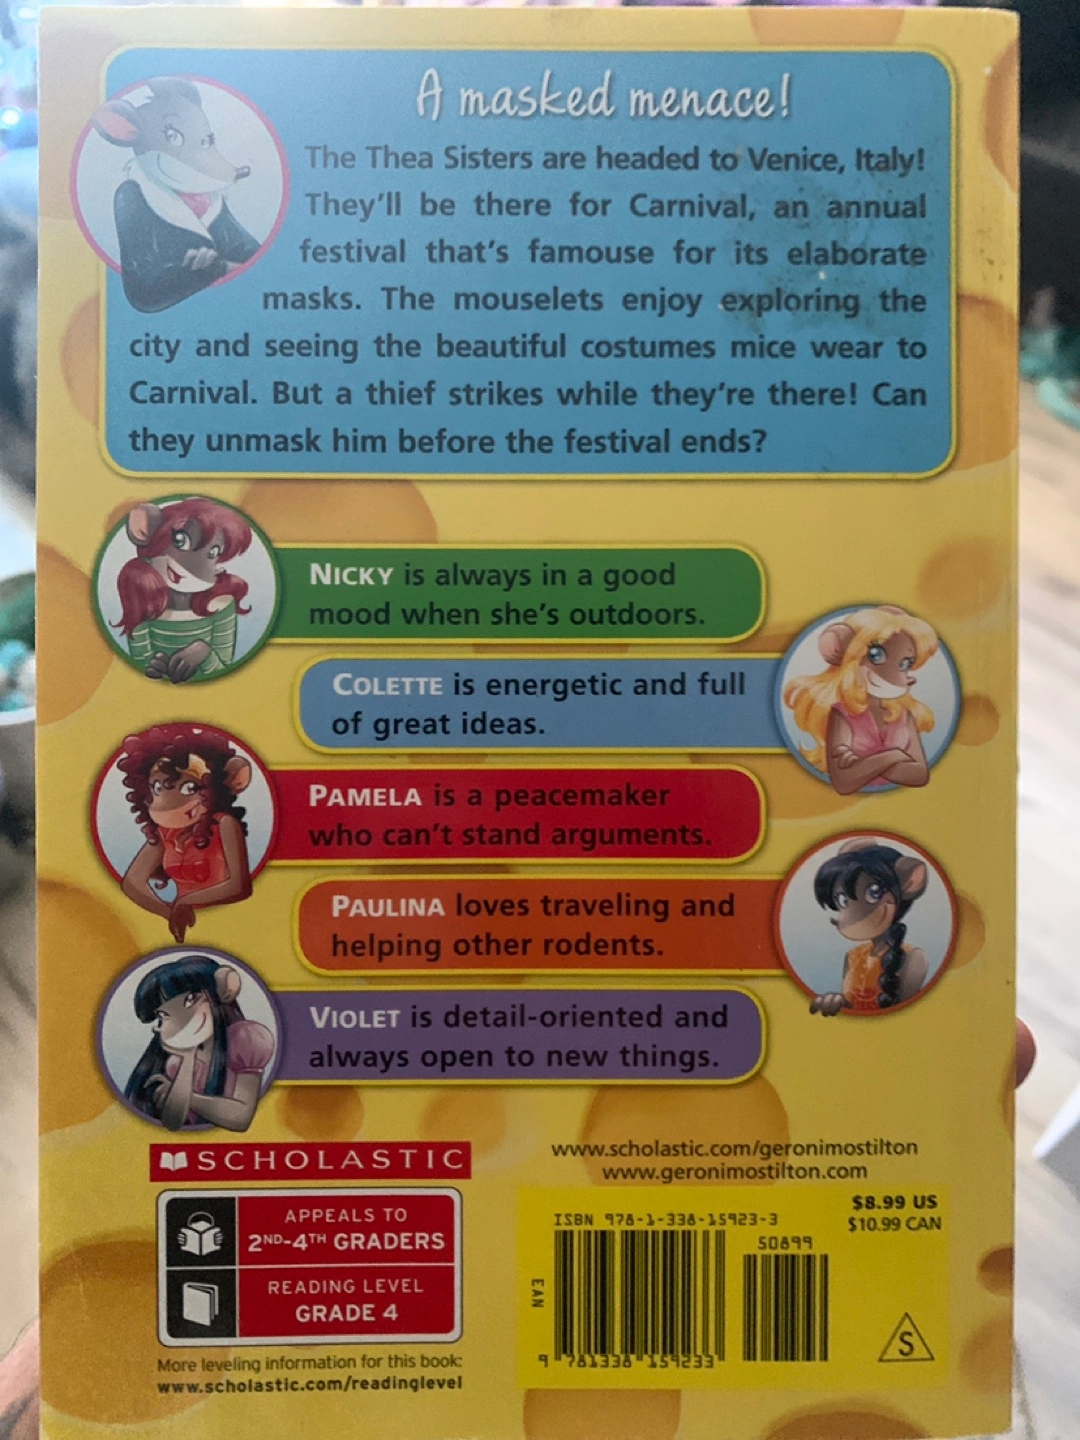 A masked menace!
The Thea Sisters are headed to Venice, Italy!
They'll be there for Carnival, an annual
festival that's famouse for its elaborate
masks. The mouselets enjoy exploring the
city and seeing the beautiful costumes mice wear to
Carnival. But a thief strikes while they're there! Can
they unmask him before the festival ends?
NICKY is always in a good
mood when she's outdoors.
COLETTE is energetic and full
of great ideas.
PAMELA is a peacemaker
who can't stand arguments.
PAULINA loves traveling and
helping other rodents.
VIOLET is detail-oriented and
always open to new things.
SCHOLASTIC
APPEALS TO
2ND-4TH GRADERS
READING LEVEL
GRADE 4
More leveling information for this book:
www.scholastic.com/readinglevel
www.scholastic.com/geronimostilton
www.geronimostilton.com
$8.99 US
$10.99 CAN
ISBN 978-1-338-15923-3
50899
EAN
9 781338 159233
S